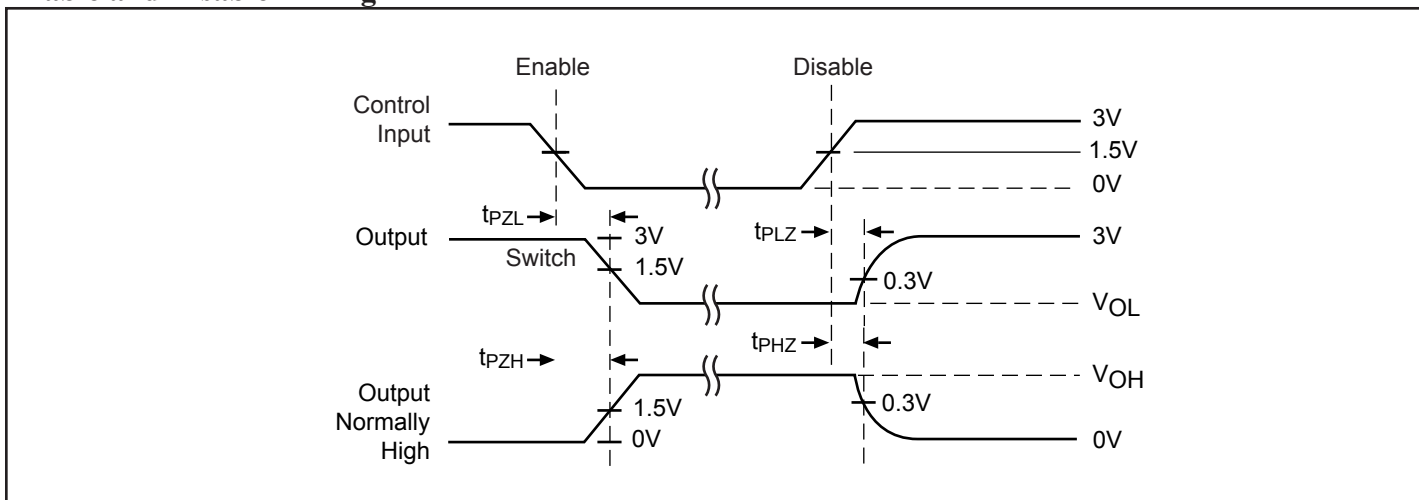 Enable Disable
Control
Input
3V
1.5V
0V
tPZL
Output
Switch
3V
1.5V
tPLZ
3V
0.3V
VOL
tPZH
tPHZ
VOH
Output
Normally
High
1.5V
0V
0.3V
0V